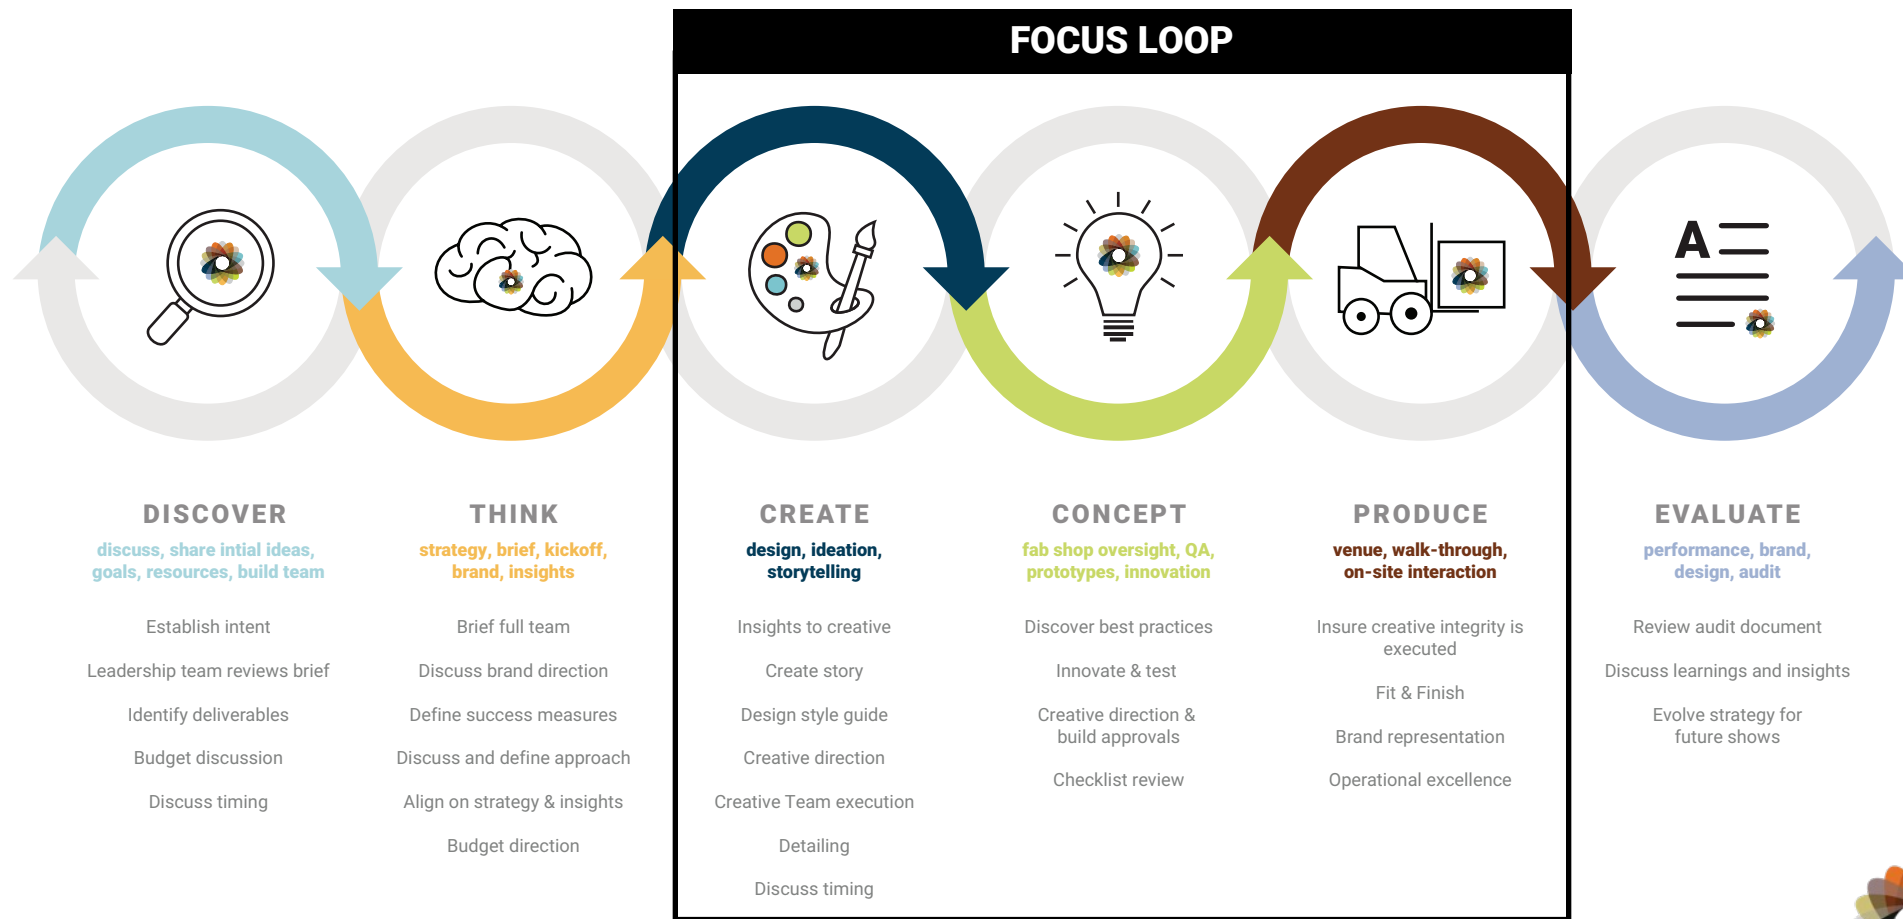 FOCUS LOOP
A
DISCOVER
discuss, share intial ideas,
goals, resources, build team
Establish intent
Leadership team reviews brief
Identify deliverables
Budget discussion
Discuss timing
THINK
strategy, brief, kickoff,
brand, insights
Brief full team
Discuss brand direction
Define success measures
Discuss and define approach
Align on strategy & insights
Budget direction
CREATE
design, ideation,
storytelling
Insights to creative
Create story
Design style guide
Creative direction
Creative Team execution
Detailing
Discuss timing
CONCEPT
fab shop oversight, QA,
prototypes, innovation
Discover best practices
Innovate & test
Creative direction &
build approvals
Checklist review
PRODUCE
venue, walk-through,
on-site interaction
Insure creative integrity is
executed
Fit & Finish
Brand representation
Operational excellence
EVALUATE
performance, brand,
design, audit
Review audit document
Discuss learnings and insights
Evolve strategy for
future shows